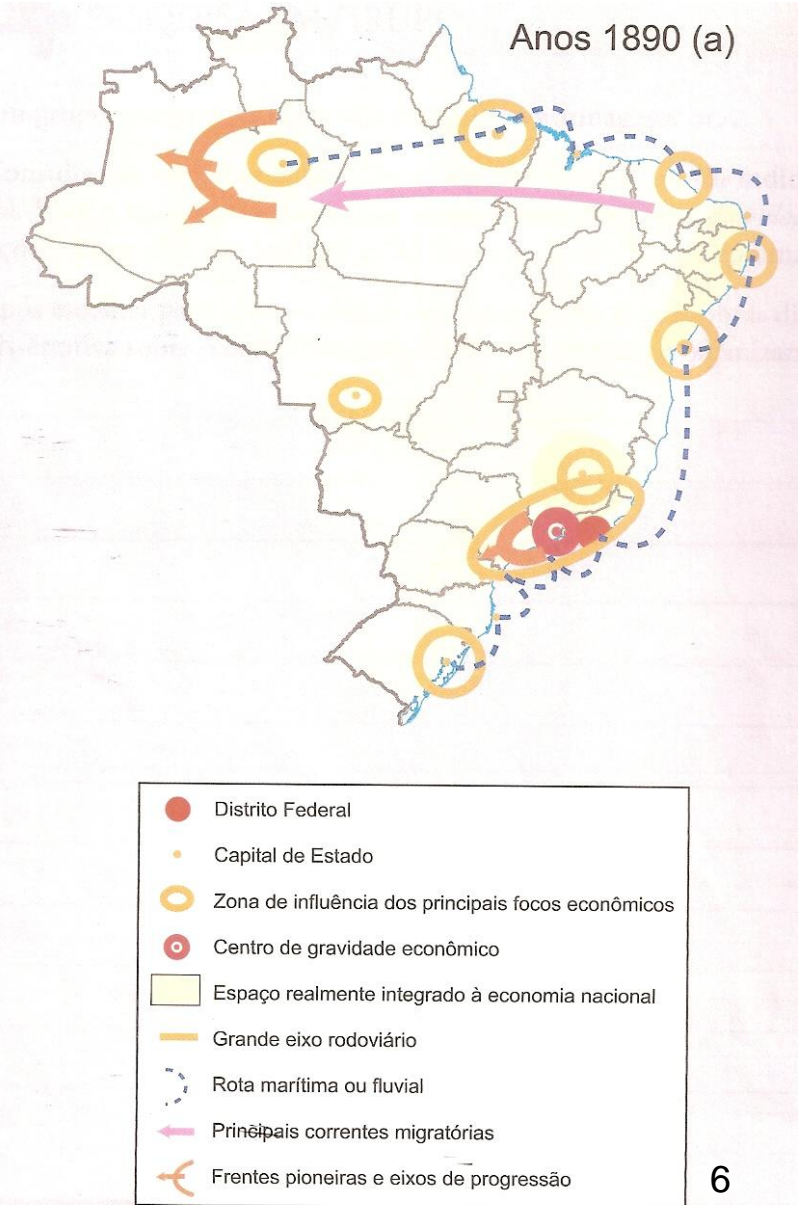 Anos 1890 (a)
Distrito Federal
Capital de Estado
Zona de influência dos principais focos econômicos
Centro de gravidade econômico
Espaço realmente integrado à economia nacional
Grande eixo rodoviário
Rota marítima ou fluvial
Principais correntes migratórias
Frentes pioneiras e eixos de progressão
6